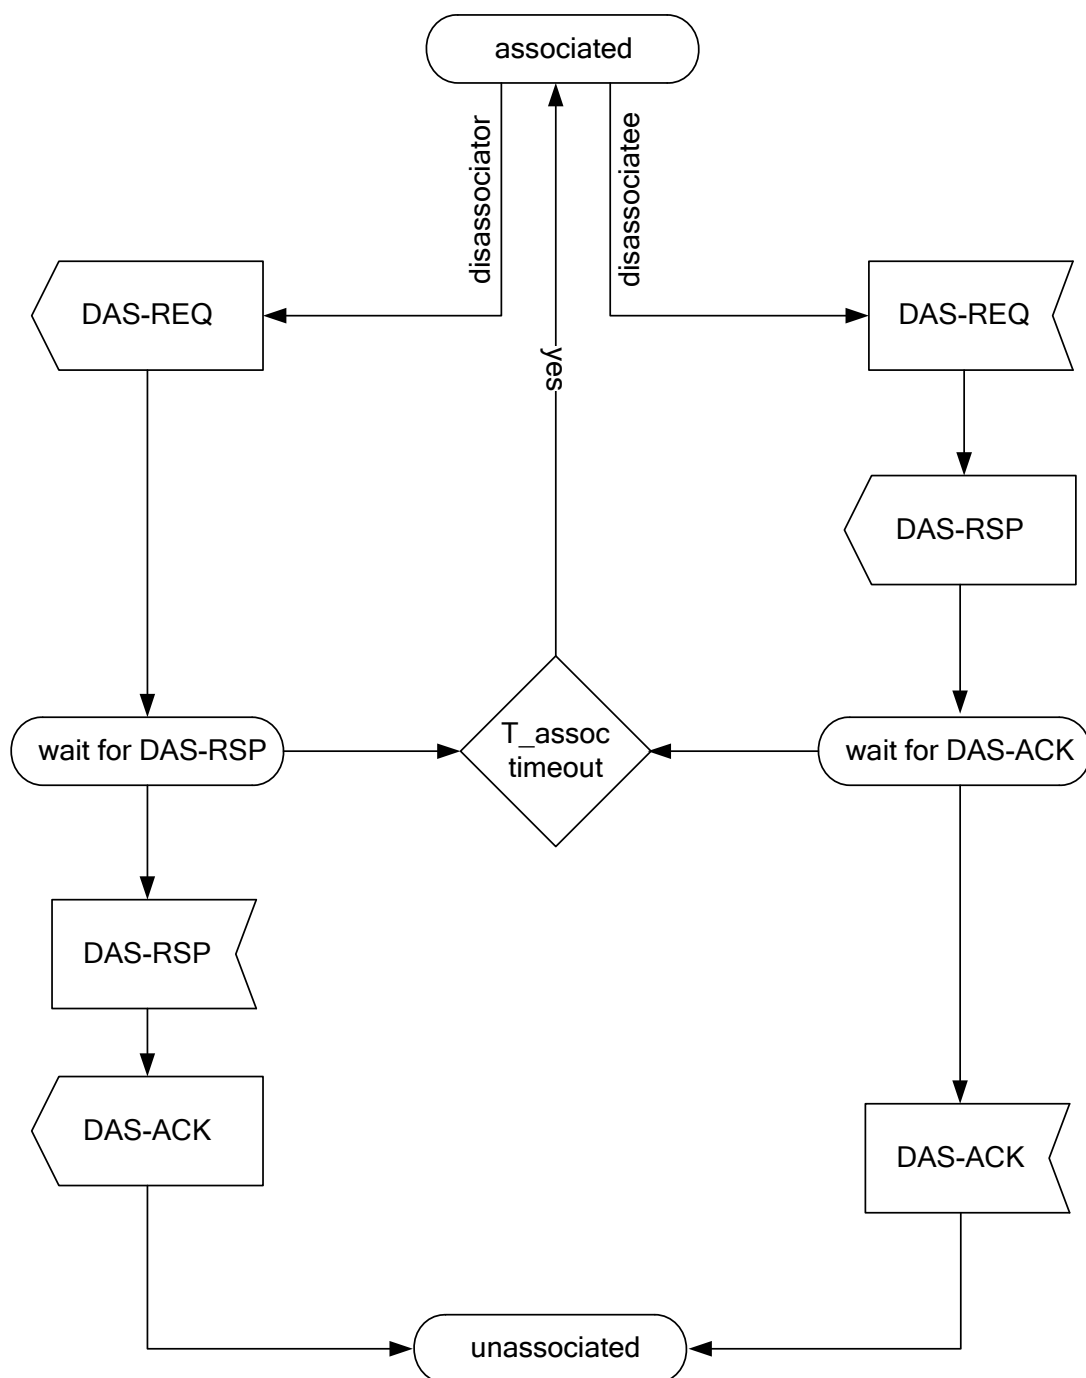 associated
disassociator
disassociatee
DAS-REQ
DAS-REQ
yes
DAS-RSP
wait for DAS-RSP
T_assoc
timeout
wait for DAS-ACK
DAS-RSP
DAS-ACK
DAS-ACK
unassociated